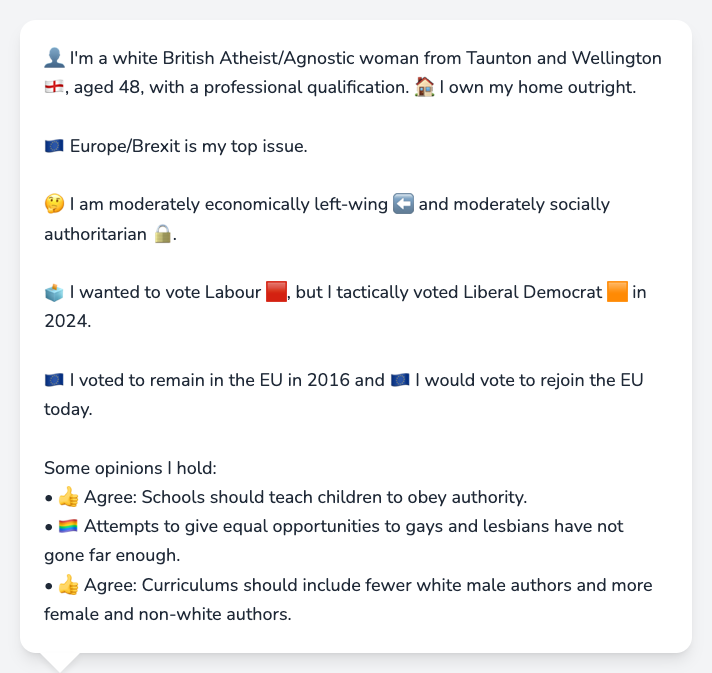 👤 I'm a white British Atheist/Agnostic woman from Taunton and Wellington
🏴󠁧󠁢󠁥󠁮󠁧󠁿, aged 48, with a professional qualification. 🏠 I own my home outright.
🇪🇺 Europe/Brexit is my top issue.
🤔 I am moderately economically left-wing ⬅️ and moderately socially
authoritarian 🔒.
🗳️ I wanted to vote Labour 🟥, but I tactically voted Liberal Democrat 🟧 in
2024.
🇪🇺 I voted to remain in the EU in 2016 and 🇪🇺 I would vote to rejoin the EU
today.
Some opinions I hold:
• 👍 Agree: Schools should teach children to obey authority.
• 🏳️‍🌈 Attempts to give equal opportunities to gays and lesbians have not
gone far enough.
• 👍 Agree: Curriculums should include fewer white male authors and more
female and non-white authors.